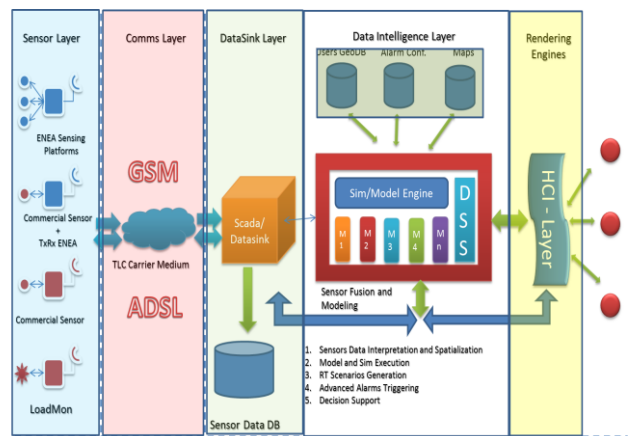 Sensor Layer
ENEA Sensing
Platforms
Commercial Sensor
+
TxRx ENEA
Commercial Sensor
LoadMon
Comms Layer
GSM
TLC Carrier Medium
ADSL
DataSink Layer
Scada/
Datasink
Sensor Data DB
Data Intelligence Layer
Users GeoDB
Alarm Conf.
Maps
Sim/Model Engine
M
1
M
2
M
3
M
4
M
n
D
S
S
Sensor Fusion and
Modeling
1. Sensors Data Interpretation and Spatialization
2. Model and Sim Execution
3. RT Scenarios Generation
4. Advanced Alarms Triggering
5. Decision Support
Rendering
Engines
HCI - Layer